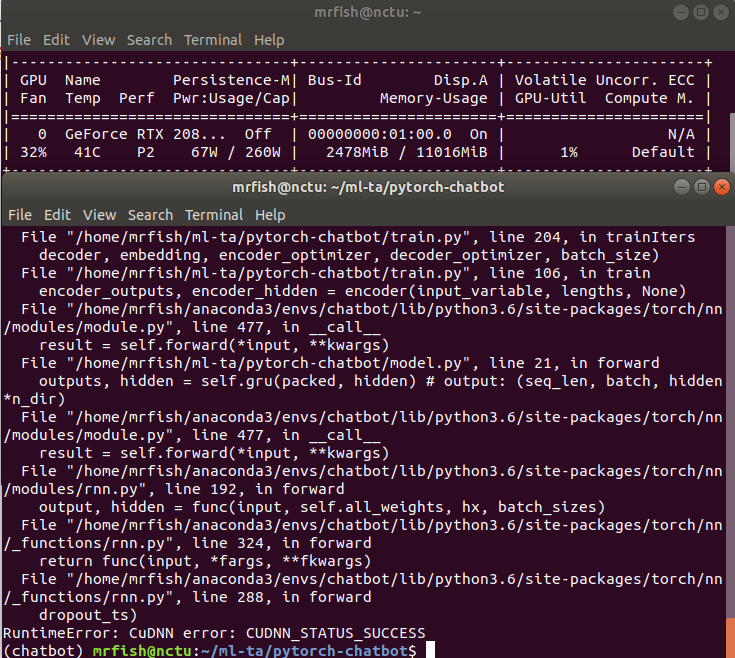 mrfish@nctu: ~
File Edit View Search Terminal Help
|-------------------------------+----------------------+----------------------+
| GPU  Name        Persistence-M| Bus-Id        Disp.A | Volatile Uncorr. ECC |
| Fan  Temp  Perf  Pwr:Usage/Cap|         Memory-Usage | GPU-Util  Compute M. |
|===============================+======================+======================|
|   0  GeForce RTX 208...  Off  | 00000000:01:00.0  On |                  N/A |
| 32%   41C    P2    67W / 260W |   2478MiB / 11016MiB |      1%      Default |
+-------------------------------+----------------------+----------------------+
mrfish@nctu: ~/ml-ta/pytorch-chatbot
File Edit View Search Terminal Help
  File "/home/mrfish/ml-ta/pytorch-chatbot/train.py", line 204, in trainIters
    decoder, embedding, encoder_optimizer, decoder_optimizer, batch_size)
  File "/home/mrfish/ml-ta/pytorch-chatbot/train.py", line 106, in train
    encoder_outputs, encoder_hidden = encoder(input_variable, lengths, None)
  File "/home/mrfish/anaconda3/envs/chatbot/lib/python3.6/site-packages/torch/nn
/modules/module.py", line 477, in __call__
    result = self.forward(*input, **kwargs)
  File "/home/mrfish/ml-ta/pytorch-chatbot/model.py", line 21, in forward
    outputs, hidden = self.gru(packed, hidden) # output: (seq_len, batch, hidden
*n_dir)
  File "/home/mrfish/anaconda3/envs/chatbot/lib/python3.6/site-packages/torch/nn
/modules/module.py", line 477, in __call__
    result = self.forward(*input, **kwargs)
  File "/home/mrfish/anaconda3/envs/chatbot/lib/python3.6/site-packages/torch/nn
/modules/rnn.py", line 192, in forward
    output, hidden = func(input, self.all_weights, hx, batch_sizes)
  File "/home/mrfish/anaconda3/envs/chatbot/lib/python3.6/site-packages/torch/nn
/_functions/rnn.py", line 324, in forward
    return func(input, *fargs, **fkwargs)
  File "/home/mrfish/anaconda3/envs/chatbot/lib/python3.6/site-packages/torch/nn
/_functions/rnn.py", line 288, in forward
    dropout_ts)
RuntimeError: CuDNN error: CUDNN_STATUS_SUCCESS
(chatbot) mrfish@nctu:~/ml-ta/pytorch-chatbot$